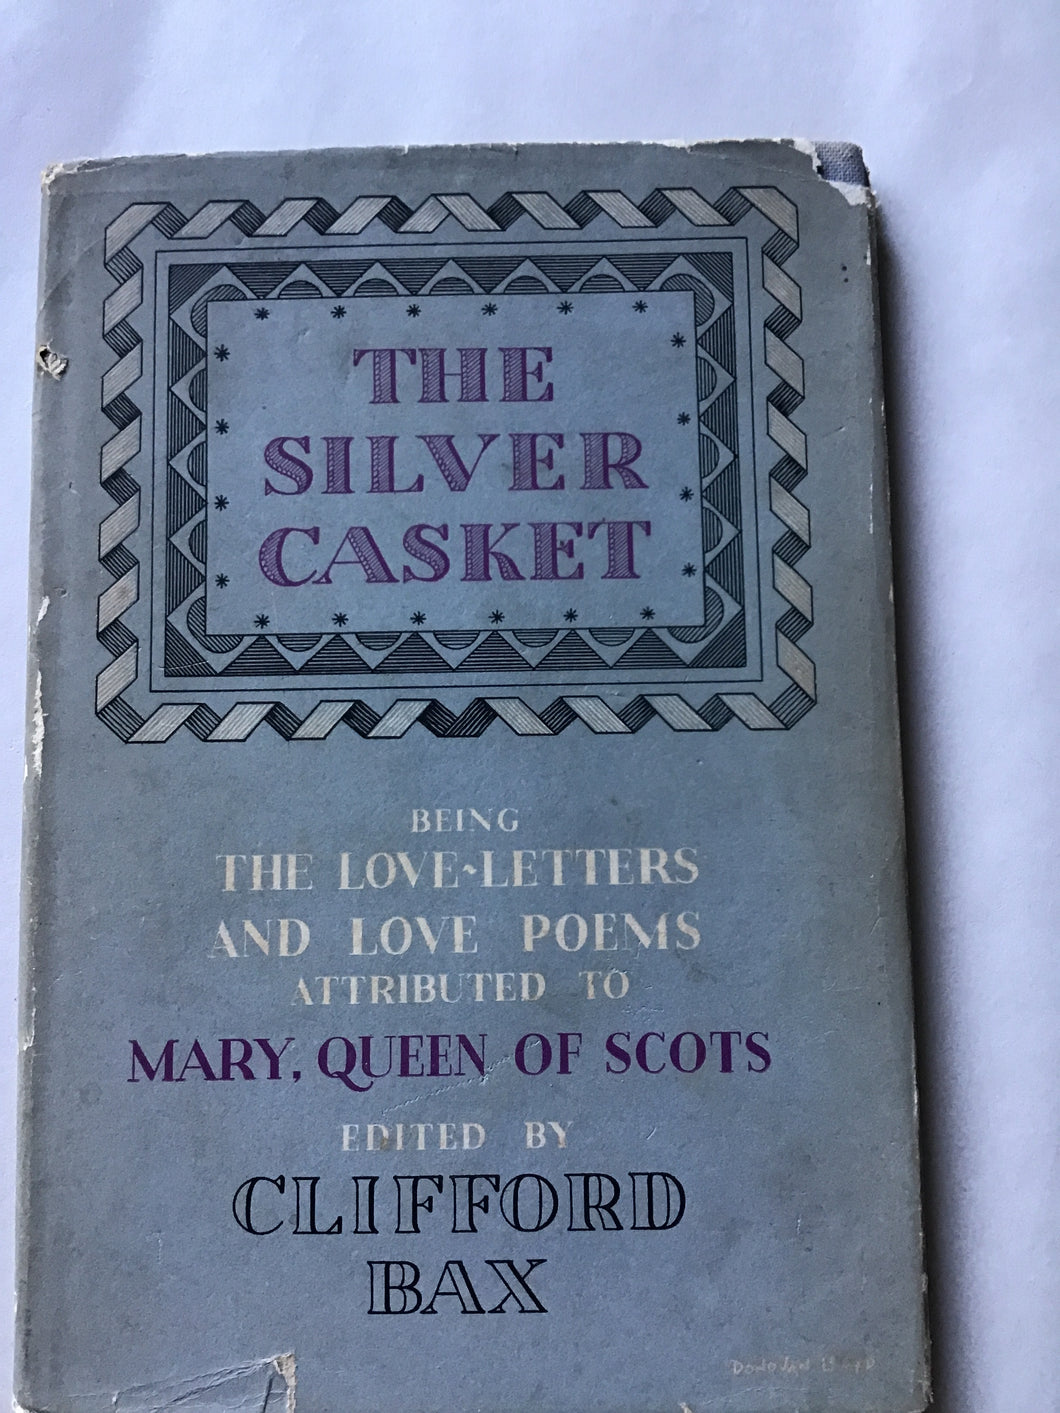 THE
SILVER
CASKET
BEING
THE LOVE-LETTERS
AND LOVE POEMS
ATTRIBUTED TO
MARY, QUEEN OF SCOTS
EDITED BY
CLIFFORD
BAX
DONOVAN